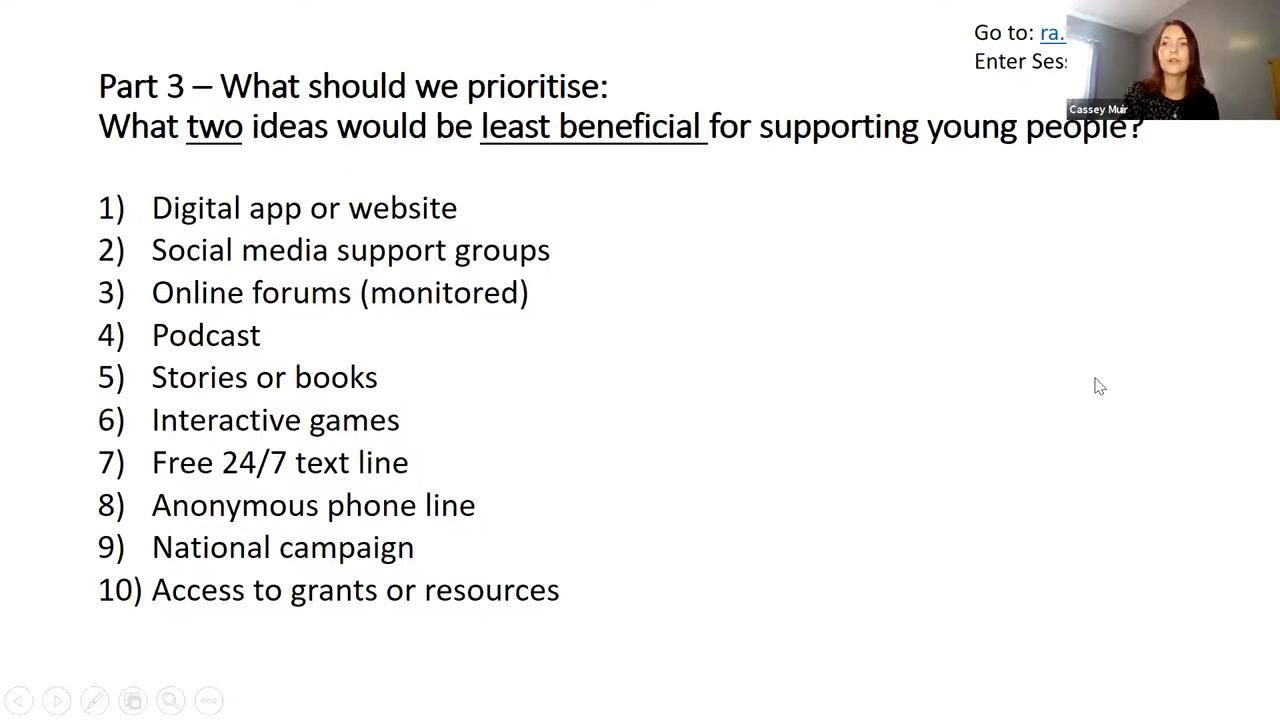 Go to: ra.
Enter Sess
Cassey Muir
Part 3 – What should we prioritise:
What two ideas would be least beneficial for supporting young people?
1) Digital app or website
2) Social media support groups
3) Online forums (monitored)
4) Podcast
5) Stories or books
6) Interactive games
7) Free 24/7 text line
8) Anonymous phone line
9) National campaign
10) Access to grants or resources